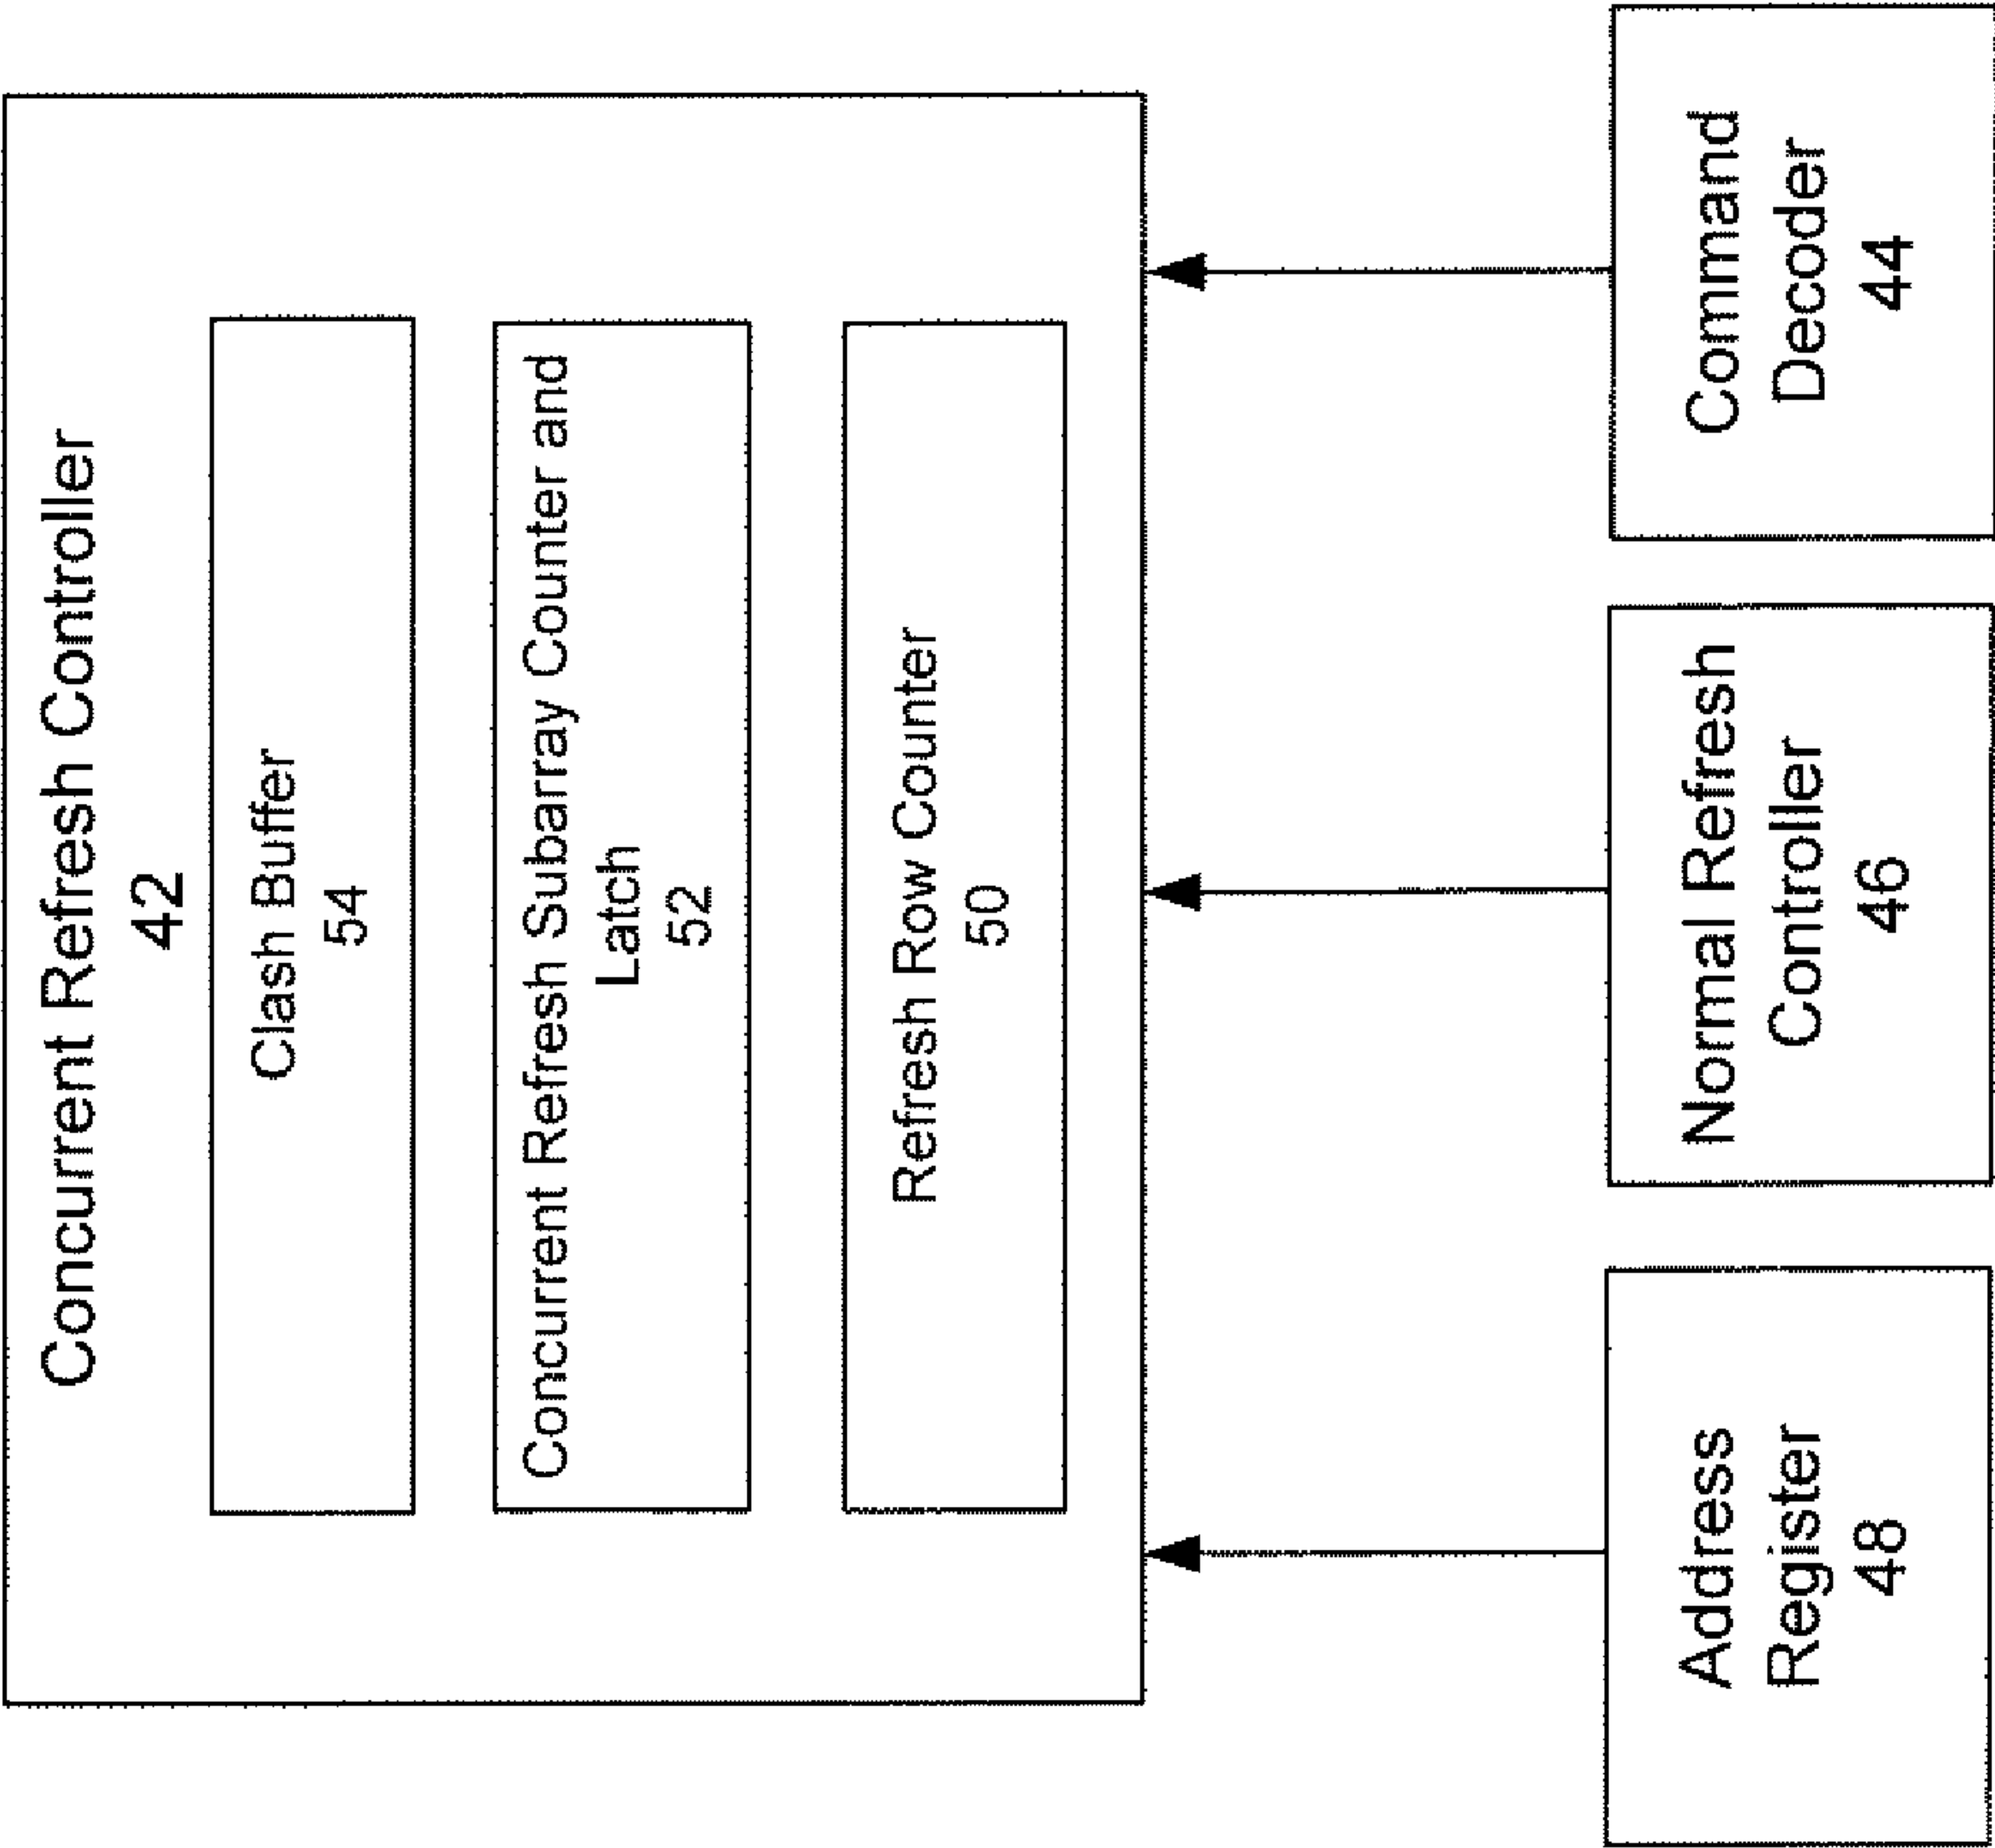 Concurrent Refresh Controller
42
Clash Buffer
54
Concurrent Refresh Subarray Counter and
Latch
52
Refresh Row Counter
50
Address
Register
48
Normal Refresh
Controller
46
Command
Decoder
44